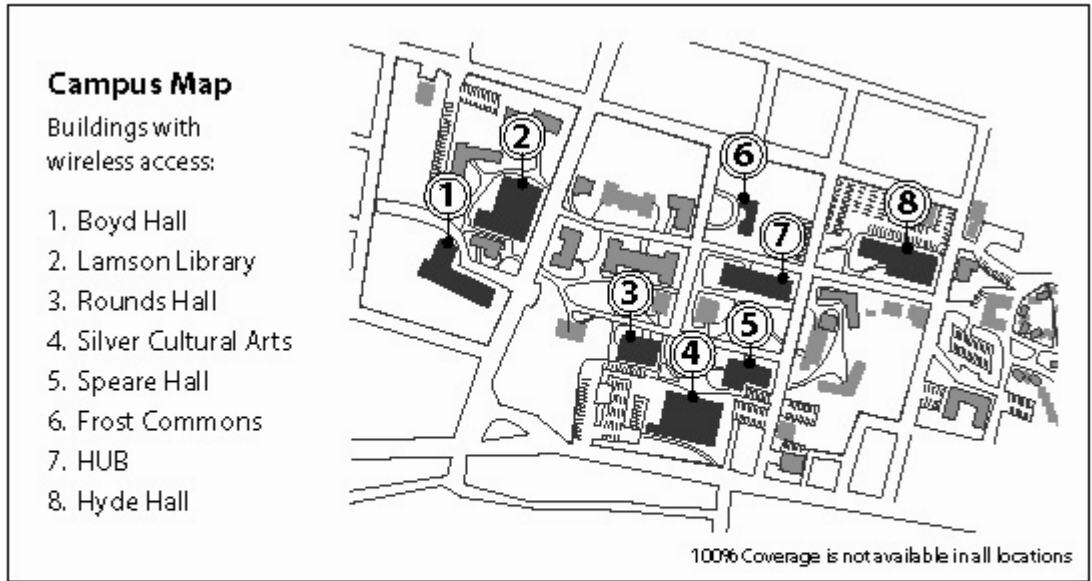 Campus Map
Buildings with
wireless access:
1. Boyd Hall
2. Lamson Library
3. Rounds Hall
4. Silver Cultural Arts
5. Speare Hall
6. Frost Commons
7. HUB
8. Hyde Hall
2
6
1
8
7
3
5
4
100% Coverage is not available in all locations